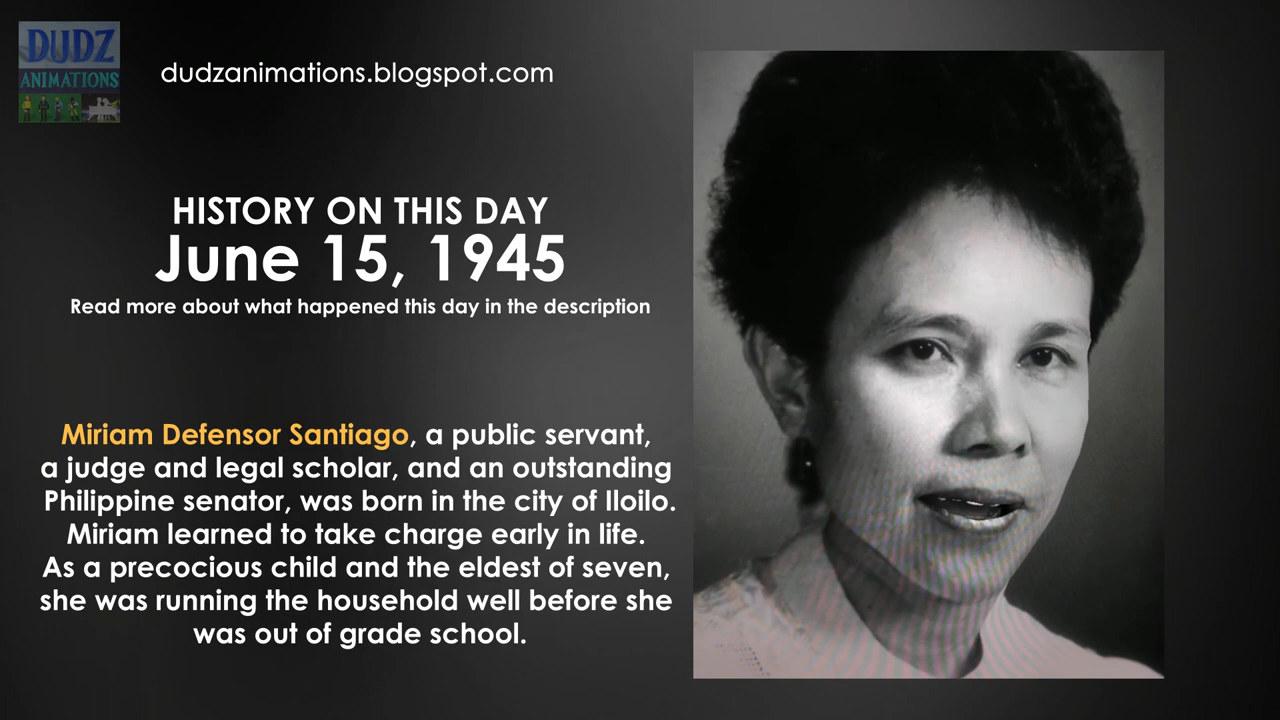 DUDZ
ANIMATIONS
dudzanimations.blogspot.com
HISTORY ON THIS DAY
June 15, 1945
Read more about what happened this day in the description
Miriam Defensor Santiago, a public servant,
a judge and legal scholar, and an outstanding
Philippine senator, was born in the city of Iloilo.
Miriam learned to take charge early in life.
As a precocious child and the eldest of seven,
she was running the household well before she
was out of grade school.